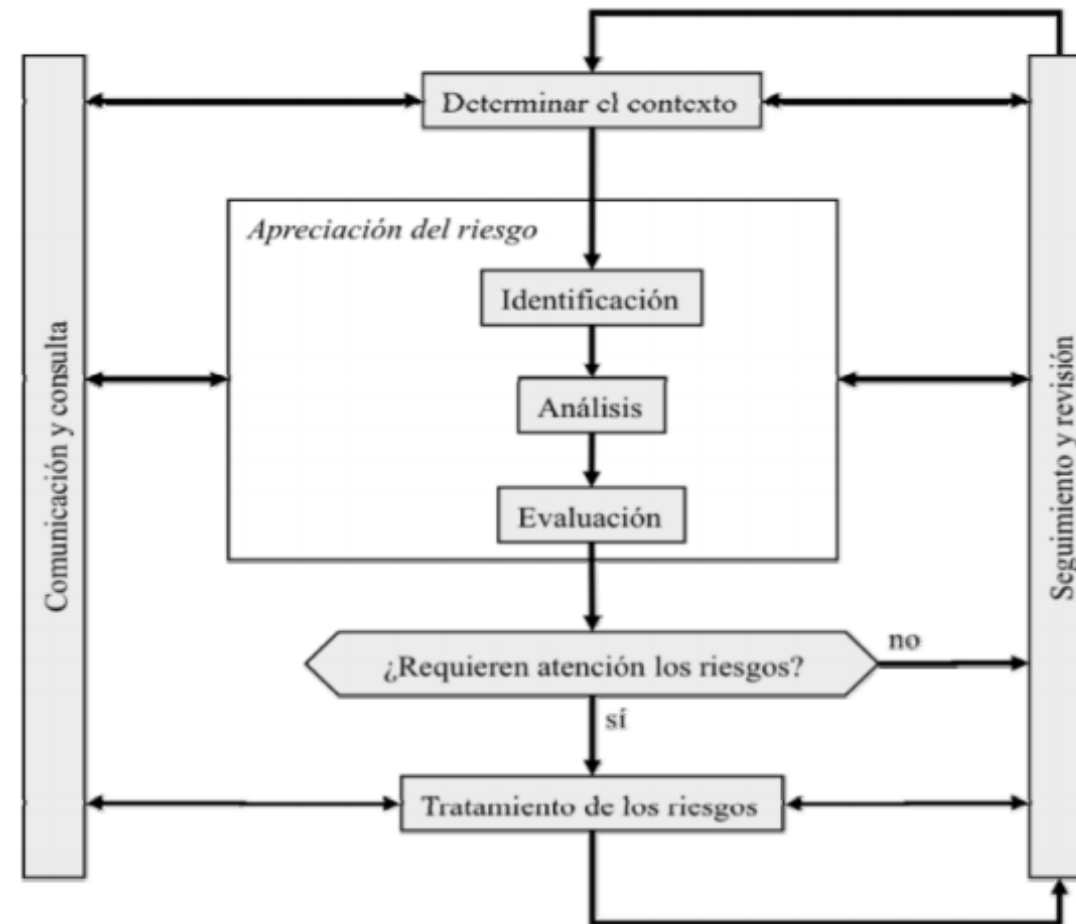 Determinar el contexto
Apreciación del riesgo
Identificación
Análisis
Evaluación
Comunicación y consulta
Seguimiento y revisión
¿Requieren atención los riesgos?
no
sí
Tratamiento de los riesgos